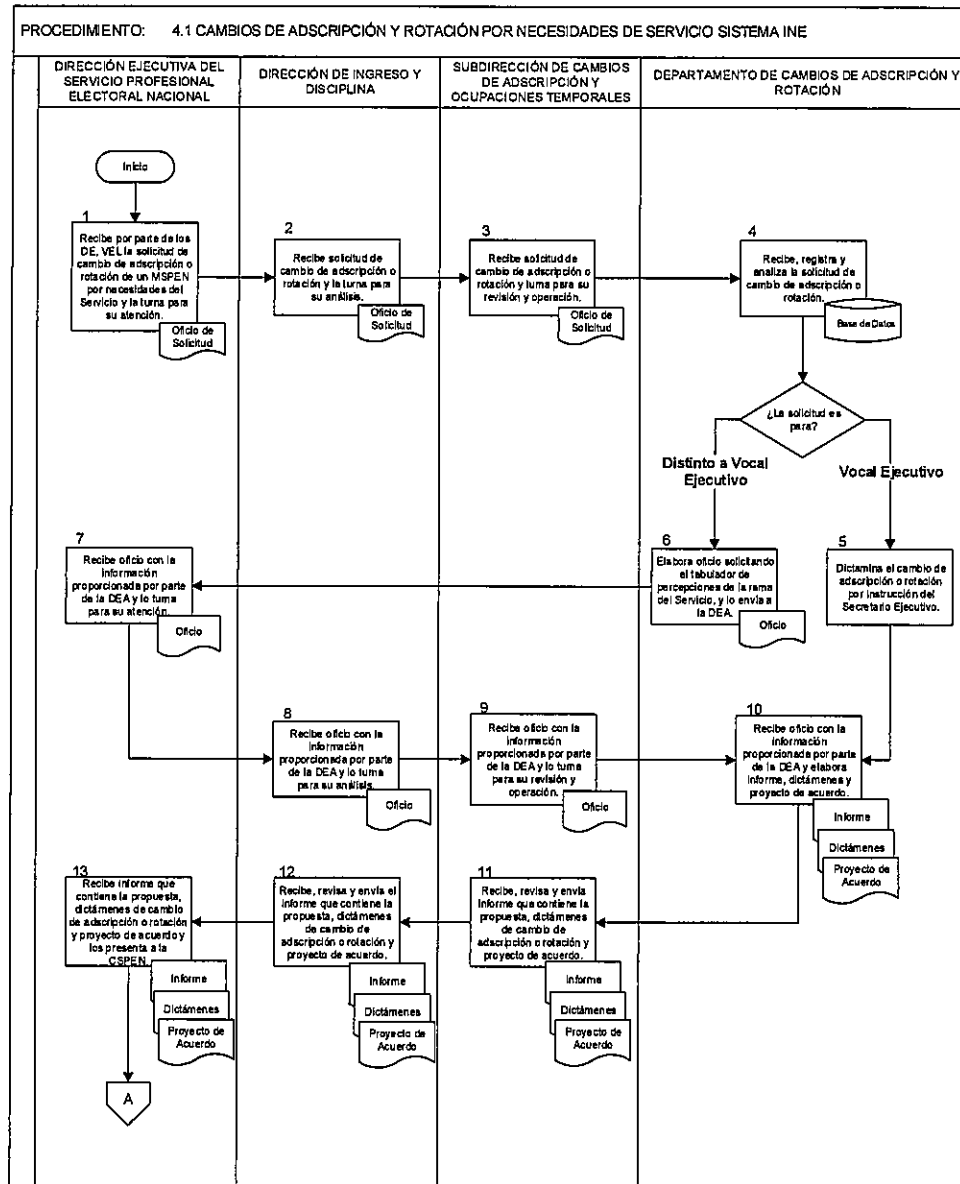 PROCEDIMIENTO: 4.1 CAMBIOS DE ADSCRIPCIÓN Y ROTACIÓN POR NECESIDADES DE SERVICIO SISTEMA INE
DIRECCIÓN EJECUTIVA DEL
SERVICIO PROFESIONAL
ELECTORAL NACIONAL
DIRECCIÓN DE INGRESO Y
DISCIPLINA
SUBDIRECCIÓN DE CAMBIOS
DE ADSCRIPCIÓN Y
OCUPACIONES TEMPORALES
DEPARTAMENTO DE CAMBIOS DE ADSCRIPCIÓN Y
ROTACIÓN
Inicio
1
Recibe por parte de los
DE, VEL la solicitud de
cambio de adscripción o
rotación de un MSPEN
por necesidades del
Servicio y la turna para
su atención.
Oficio de
Solicitud
2
Recibe solicitud de
cambio de adscripción o
rotación y la turna para
su análisis.
Oficio de
Solicitud
3
Recibe solicitud de
cambio de adscripción o
rotación y turna para su
revisión y operación.
Oficio de
Solicitud
4
Recibe, registra y
analiza la solicitud de
cambio de adscripción o
rotación.
Base de Datos
¿La solicitud es
para?
Distinto a Vocal
Ejecutivo
Vocal Ejecutivo
5
Dictamina el cambio de
adscripción o rotación
por instrucción del
Secretario Ejecutivo.
6
Elabora oficio solicitando
el tabulador de
percepciones de la rama
del Servicio, y lo envía a
la DEA.
Oficio
7
Recibe oficio con la
información
proporcionada por parte
de la DEA y lo turna
para su atención.
Oficio
8
Recibe oficio con la
información
proporcionada por parte
de la DEA y lo turna
para su análisis.
Oficio
9
Recibe oficio con la
información
proporcionada por parte
de la DEA y lo turna
para su revisión y
operación.
Oficio
10
Recibe oficio con la
información
proporcionada por parte
de la DEA y elabora
informe, dictámenes y
proyecto de acuerdo.
Informe
Dictámenes
Proyecto de
Acuerdo
13
Recibe informe que
contiene la propuesta,
dictámenes de cambio
de adscripción o rotación
y proyecto de acuerdo y
los presenta a la
CSPEN.
Informe
Dictámenes
Proyecto de
Acuerdo
12
Recibe, revisa y envía el
informe que contiene la
propuesta, dictámenes
de cambio de
adscripción o rotación y
proyecto de acuerdo.
Informe
Dictámenes
Proyecto de
Acuerdo
11
Recibe, revisa y envía
informe que contiene la
propuesta, dictámenes
de cambio de
adscripción o rotación y
proyecto de acuerdo.
Informe
Dictámenes
Proyecto de
Acuerdo
A